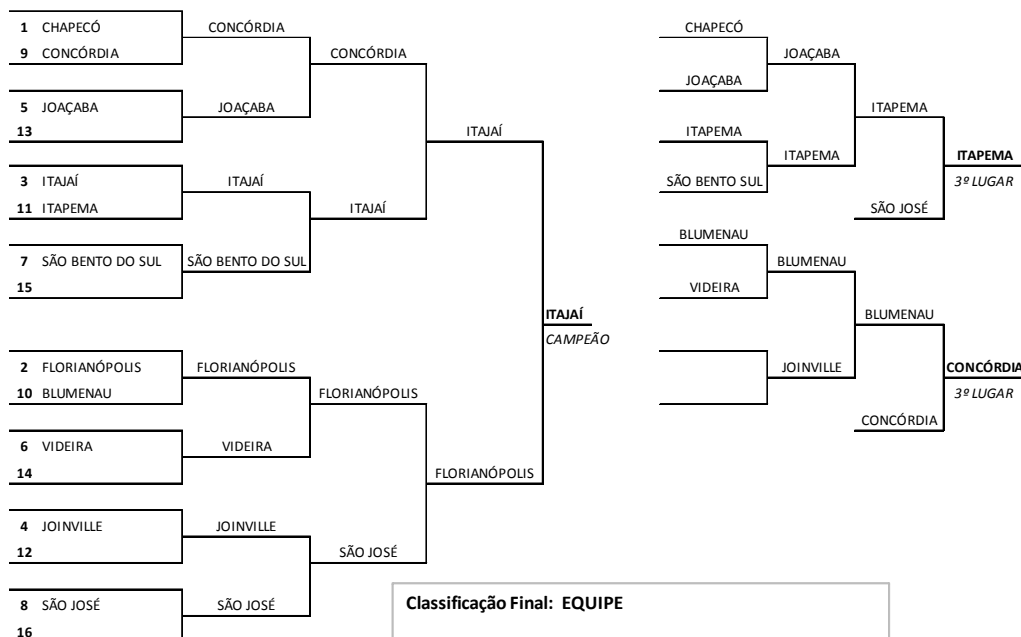 1 CHAPECÓ
9 CONCÓRDIA
5 JOAÇABA
13
3 ITAJAÍ
11 ITAPEMA
7 SÃO BENTO DO SUL
15
2 FLORIANÓPOLIS
10 BLUMENAU
6 VIDEIRA
14
4 JOINVILLE
12
8 SÃO JOSÉ
16
CONCÓRDIA
JOAÇABA
ITAJAÍ
SÃO BENTO DO SUL
FLORIANÓPOLIS
VIDEIRA
JOINVILLE
SÃO JOSÉ
CONCÓRDIA
ITAJAÍ
FLORIANÓPOLIS
SÃO JOSÉ
ITAJAÍ
FLORIANÓPOLIS
ITAJAÍ
CAMPEÃO
CHAPECÓ
JOAÇABA
ITAPEMA
SÃO BENTO SUL
BLUMENAU
VIDEIRA
JOAÇABA
ITAPEMA
BLUMENAU
JOINVILLE
ITAPEMA
SÃO JOSÉ
BLUMENAU
CONCÓRDIA
ITAPEMA
3º LUGAR
CONCÓRDIA
3º LUGAR
Classificação Final: EQUIPE